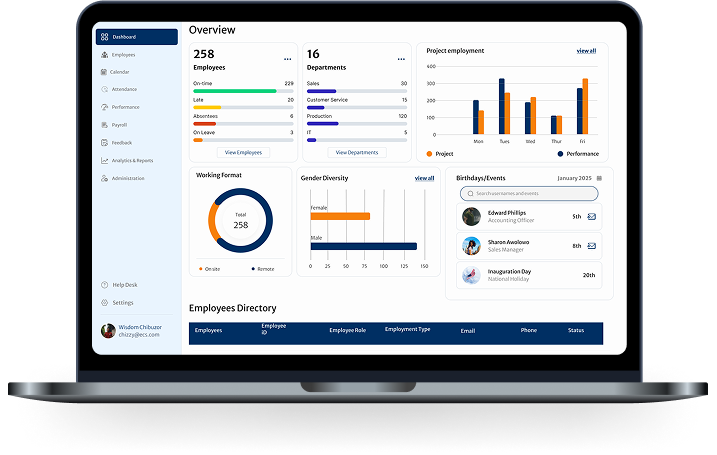 Dashboard
Employees
Calendar
Attendance
Performance
Payroll
Feedback
Analytics & Reports
Administration
Help Desk
Settings
Wisdom Chibuzor
chizzy@ecs.com
Overview
258
Employees
On-time 229
Late 20
Absentees 6
On Leave 3
View Employees
16
Departments
Sales 30
Customer Service 15
Production 120
IT 5
View Departments
Project employment view all
400
300
200
100
0
Mon Tues Wed Thur Fri
Project Performance
Working Format
Total
258
On site Remote
Gender Diversity view all
Female
Male
0 25 50 75 100 125 150
Birthdays/Events January 2025
Search usernames and events
Edward Phillips
Accounting Officer
5th
Sharon Awolowo
Sales Manager
8th
Inauguration Day
National Holiday
20th
Employees Directory
Employees Employee ID Employee Role Employment Type Email Phone Status